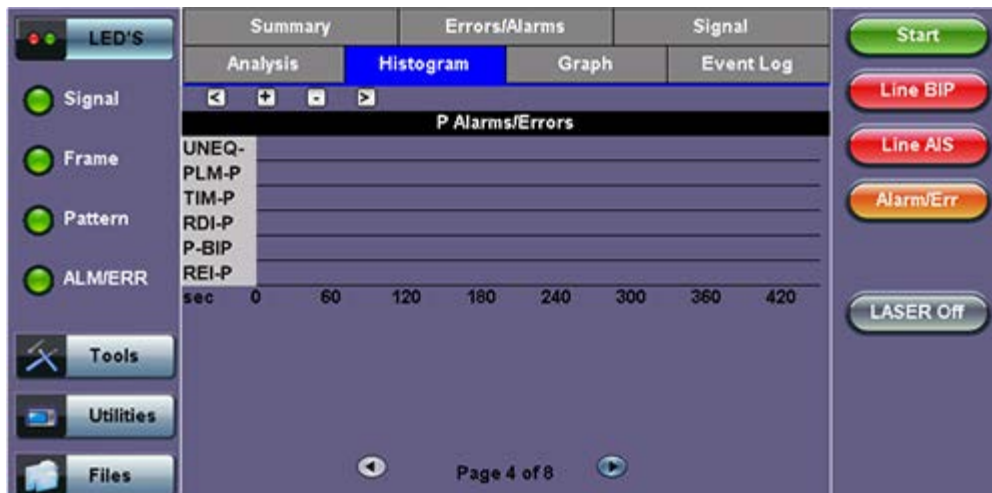 LED'S
Signal
Frame
Pattern
ALM/ERR
Tools
Utilities
Files
Summary Errors/Alarms Signal
Analysis Histogram Graph Event Log
< + - >
P Alarms/Errors
UNEQ-
PLM-P
TIM-P
RDI-P
P-BIP
REI-P
sec 0 60 120 180 240 300 360 420
Page 4 of 8
Start
Line BIP
Line AIS
Alarm/Err
LASER Off